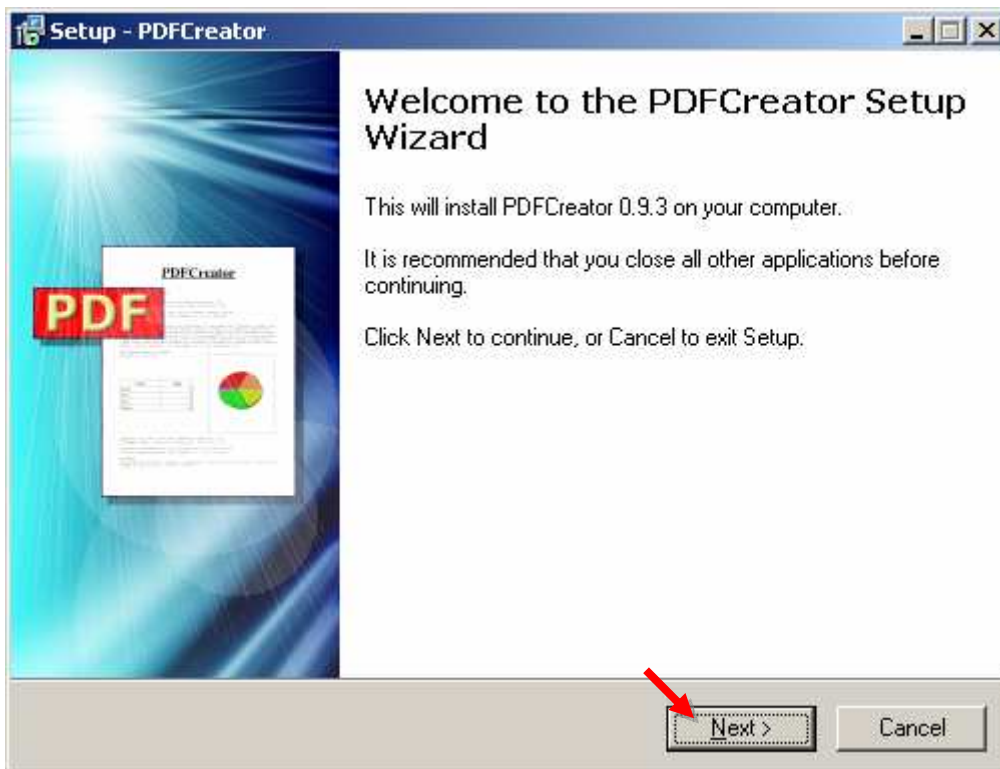 Setup - PDFCreator
Welcome to the PDFCreator Setup
Wizard
This will install PDFCreator 0.9.3 on your computer.
It is recommended that you close all other applications before
continuing.
Click Next to continue, or Cancel to exit Setup.
PDFCreator
PDF
Next >
Cancel